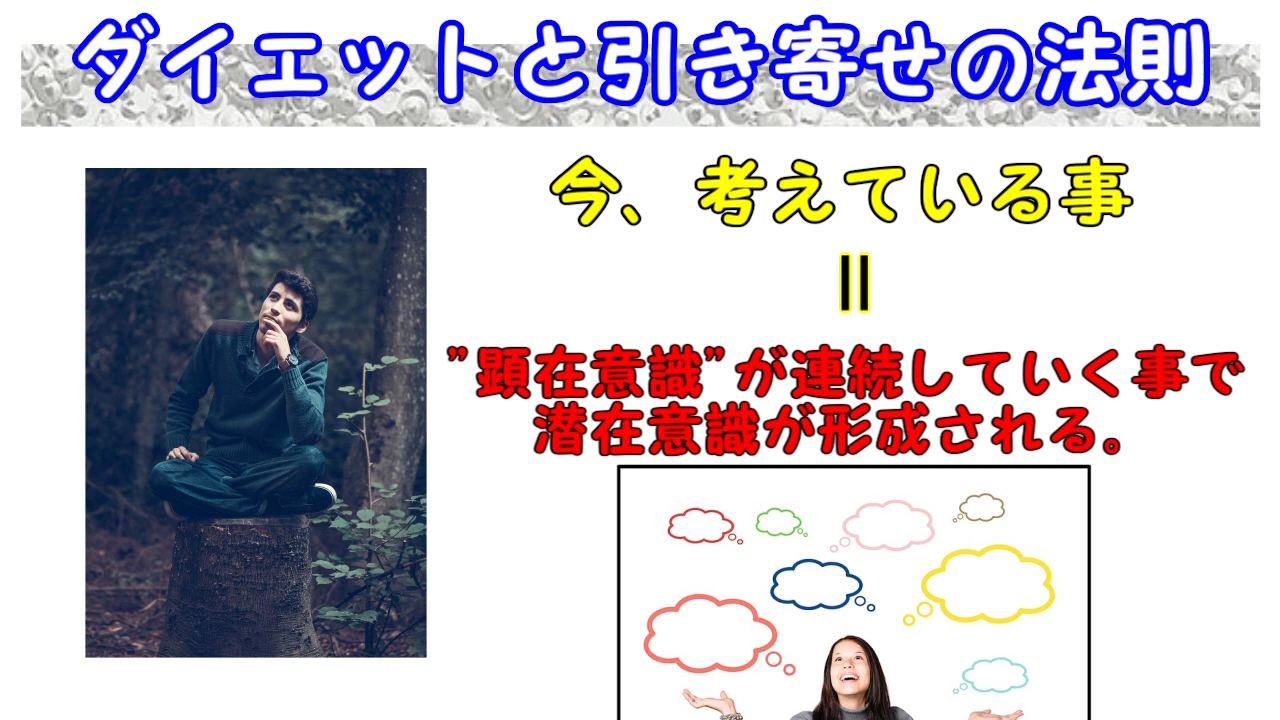 ダイエットと引き寄せの法則
今、考えている事
=
”顕在意識”が連続していく事で
潜在意識が形成される。